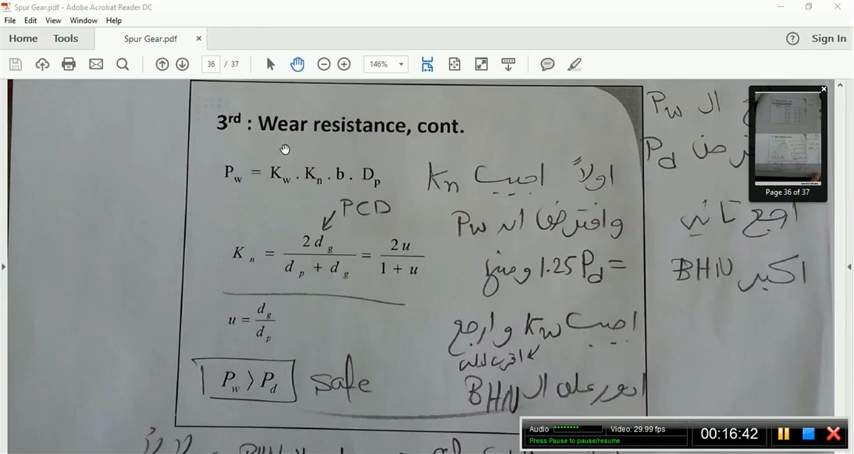 Spur Gear.pdf - Adobe Acrobat Reader DC
File Edit View Window Help
Home Tools Spur Gear.pdf × Sign In
36 / 37 146%
3rd : Wear resistance, cont.
Pw = Kw . Kn . b . Dp
PCD
Kn = 2dg / (dp + dg) = 2u / (1 + u)
u = dg / dp
Pw > Pd safe
اولاً اجيب Kn
وافترض ان Pw
= 1.25 Pd ومنها
اجيب Kw وارجع
ادور على ال BHN
ال Pw
Pd
ارجع تاني
اكبر BHN
Page 36 of 37
Audio
Video: 29.99 fps
Press Pause to pause/resume
00:16:42